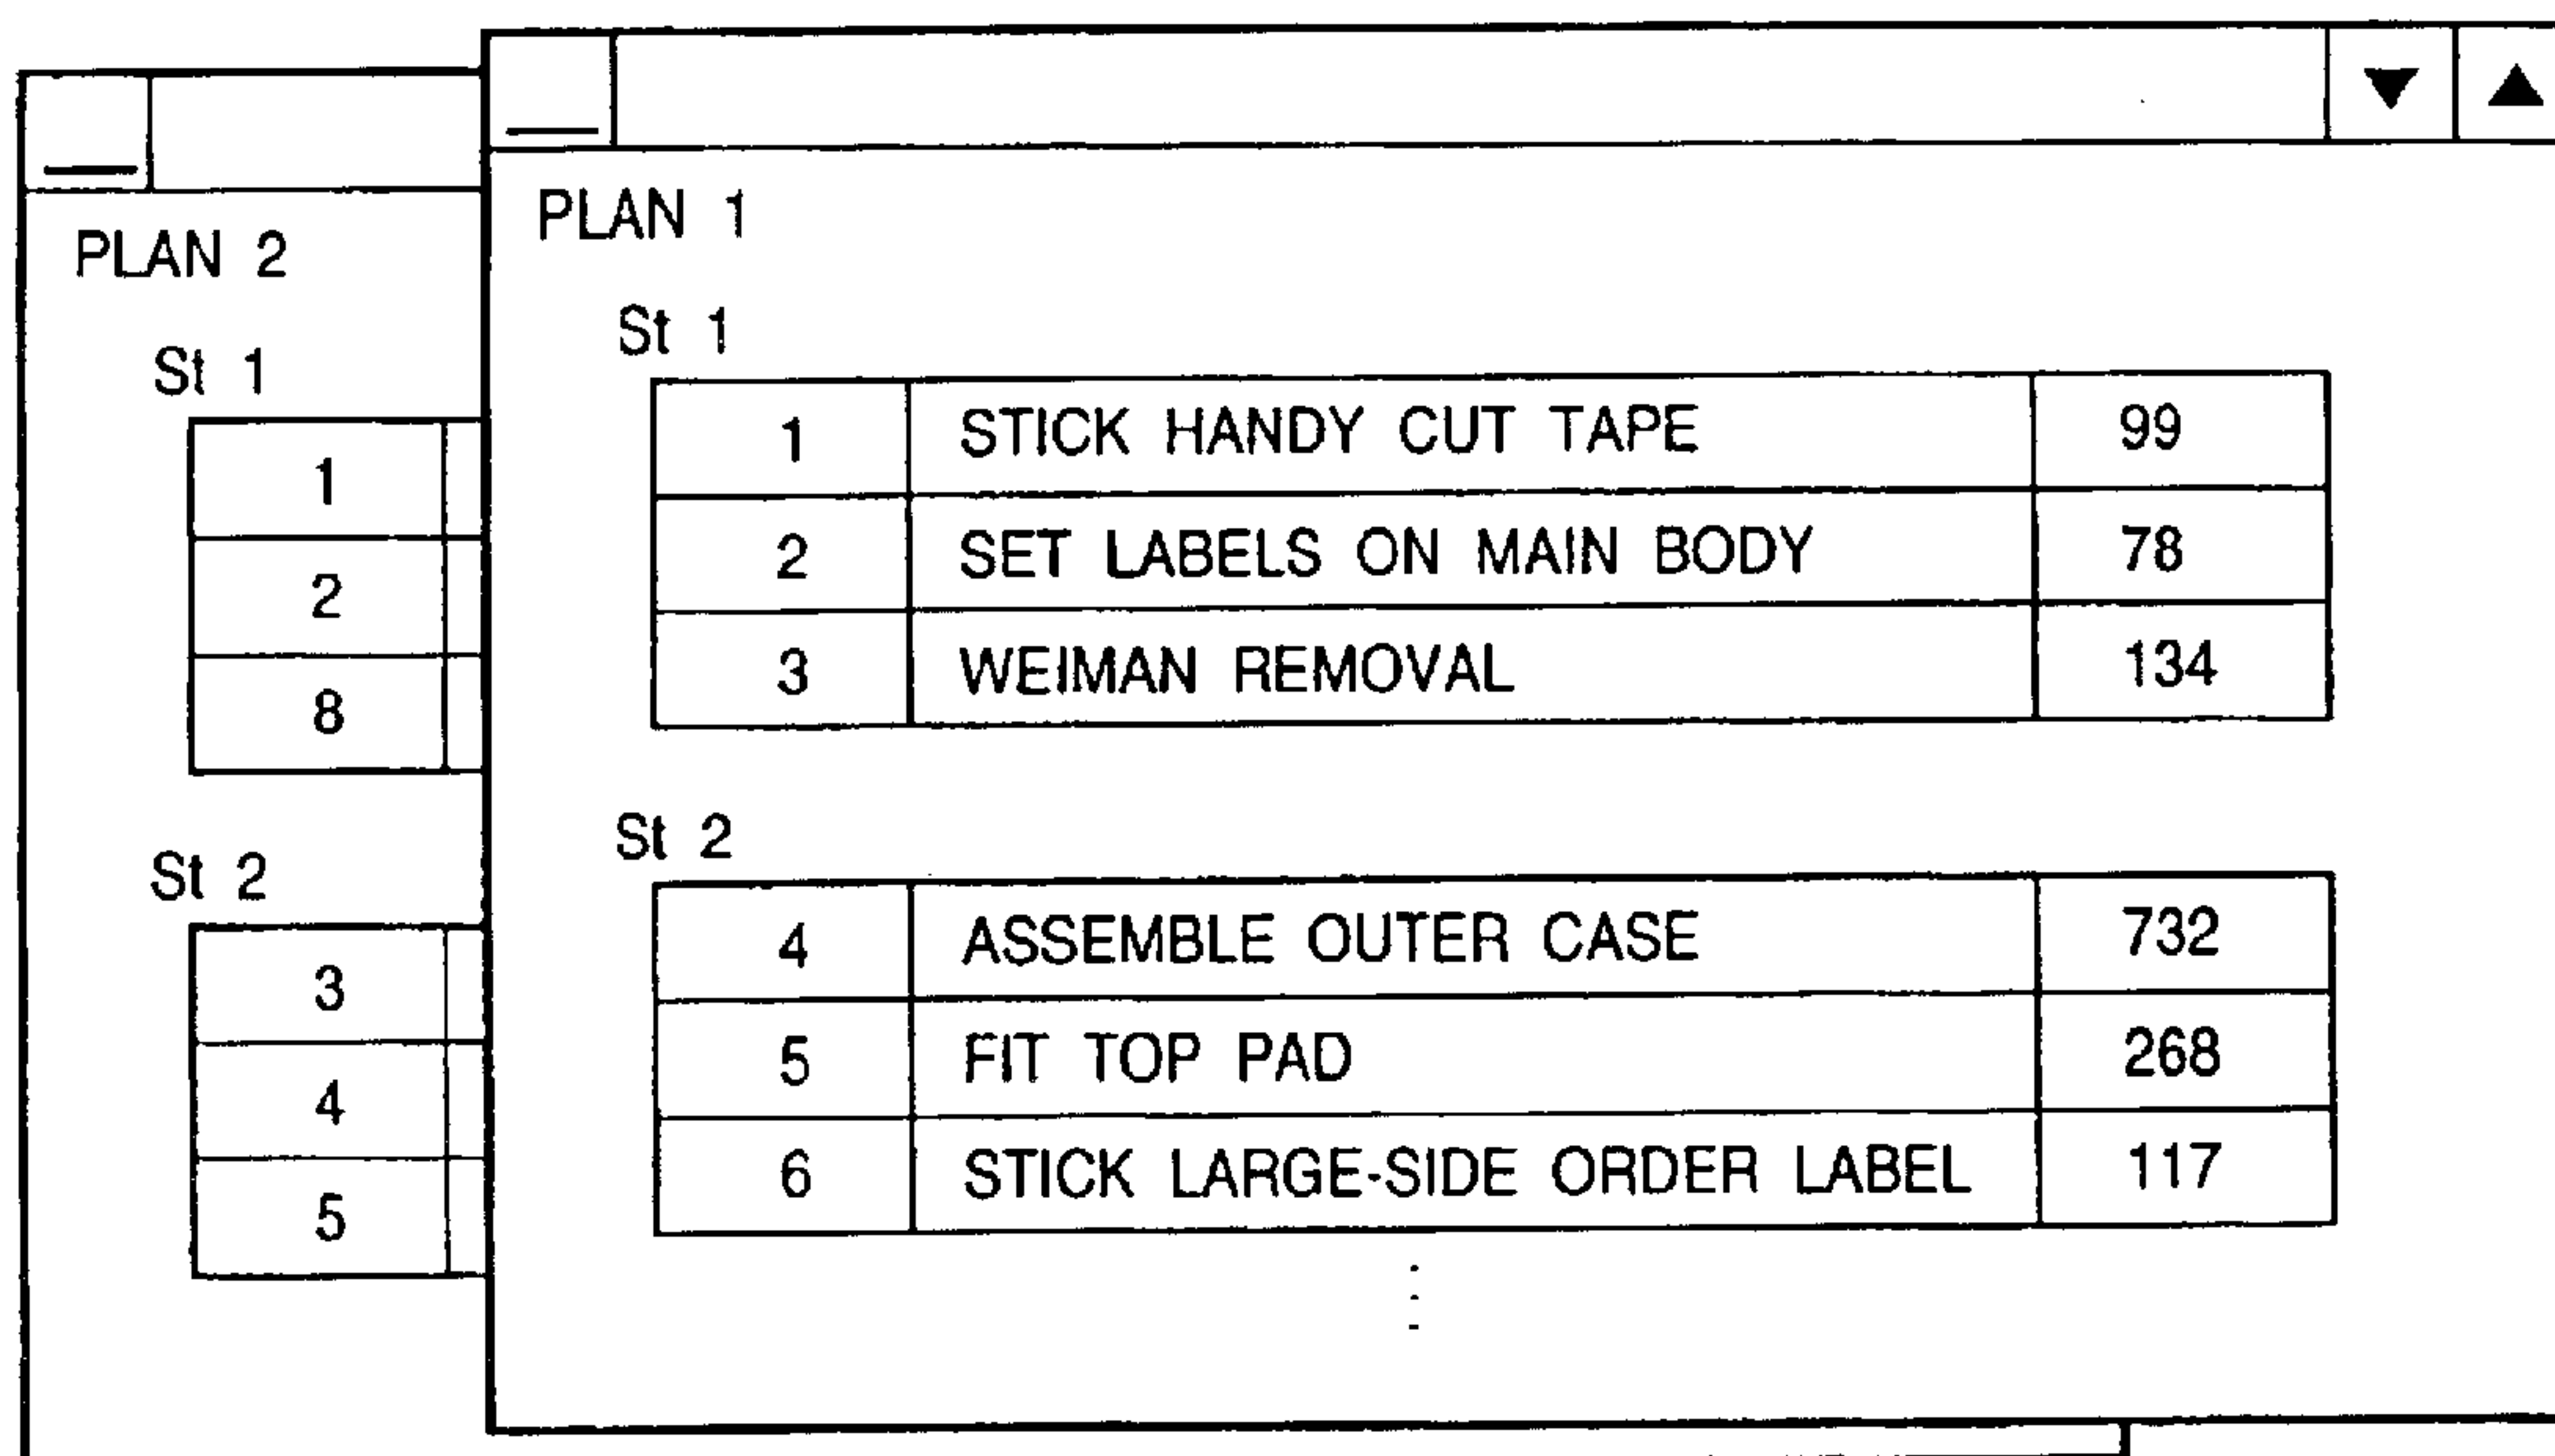 PLAN 2
St 1
1
2
8
St 2
3
4
5
PLAN 1
St 1
1 STICK HANDY CUT TAPE 99
2 SET LABELS ON MAIN BODY 78
3 WEIMAN REMOVAL 134
St 2
4 ASSEMBLE OUTER CASE 732
5 FIT TOP PAD 268
6 STICK LARGE-SIDE ORDER LABEL 117